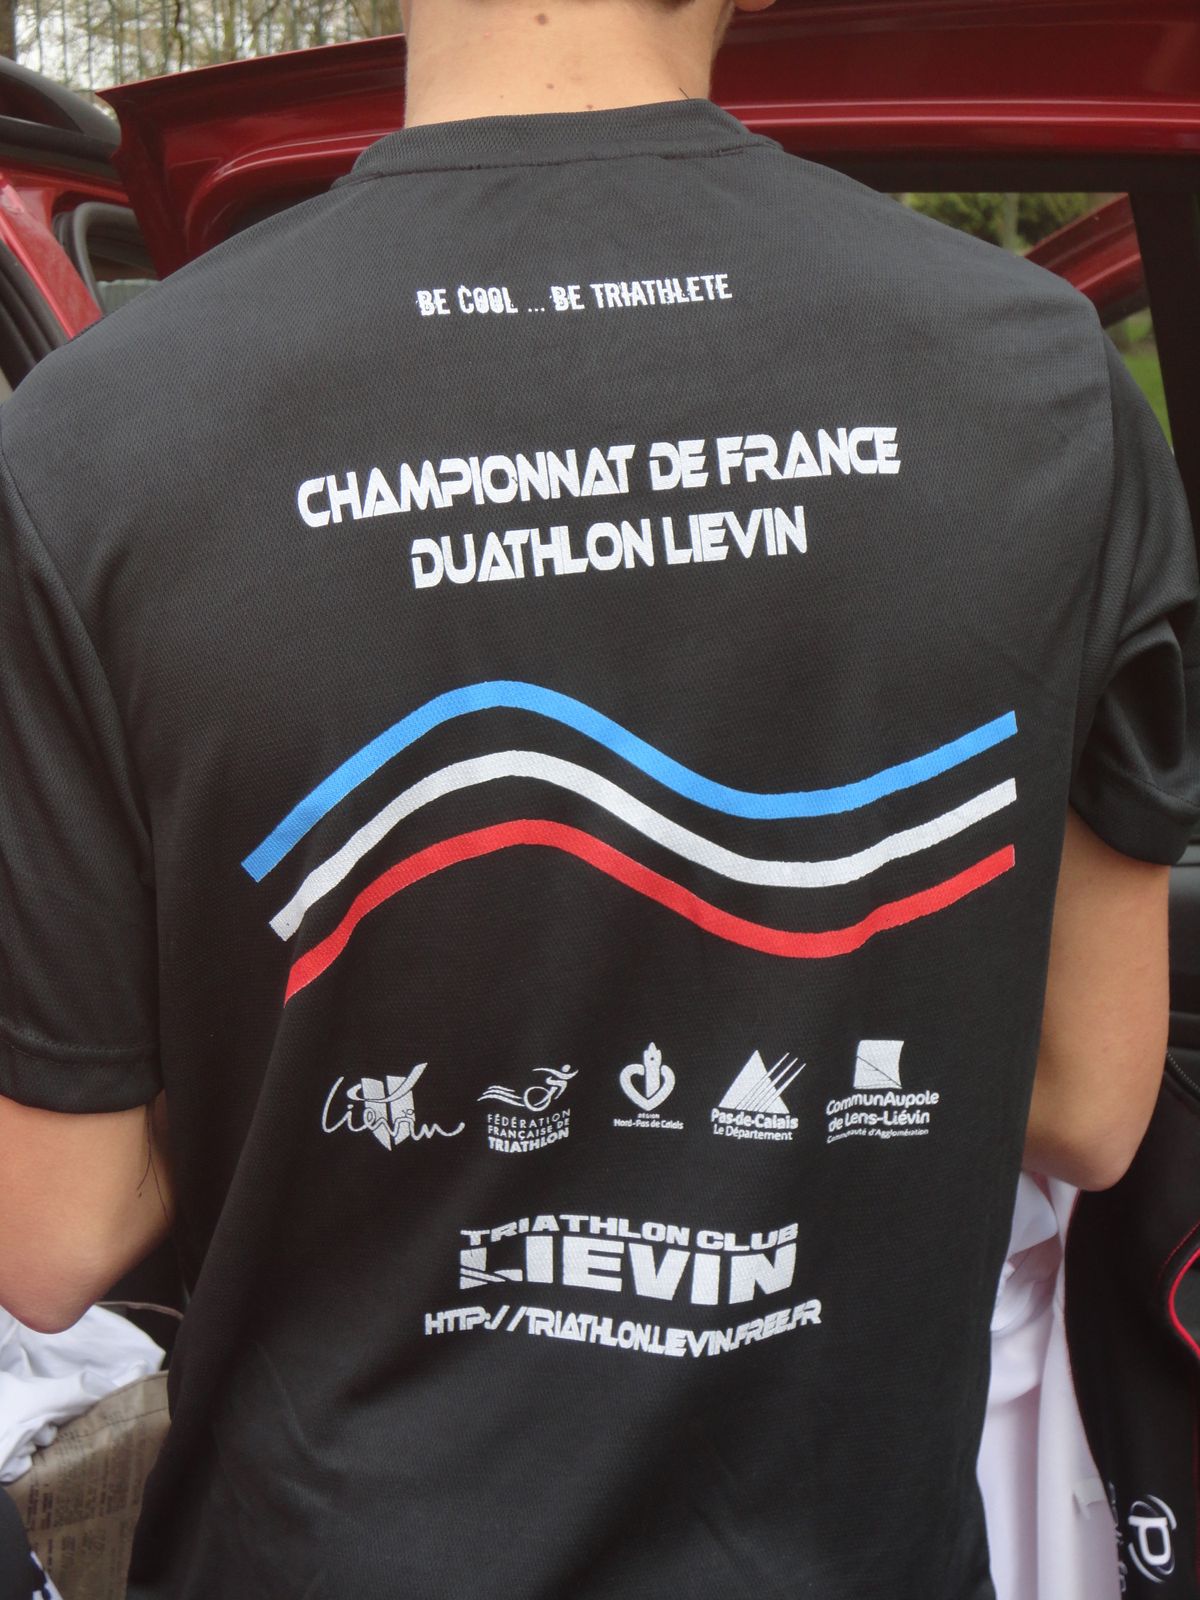 BE COOL ... BE TRIATHLETE
CHAMPIONNAT DE FRANCE
DUATHLON LIEVIN
Liévin
FÉDÉRATION
FRANÇAISE DE
TRIATHLON
RÉGION
Nord-Pas de Calais
Pas-de-Calais
Le Département
CommunAupole
de Lens-Liévin
Communauté d'Agglomération
TRIATHLON CLUB
LIEVIN
HTTP://TRIATHLON.LIEVIN.FREE.FR